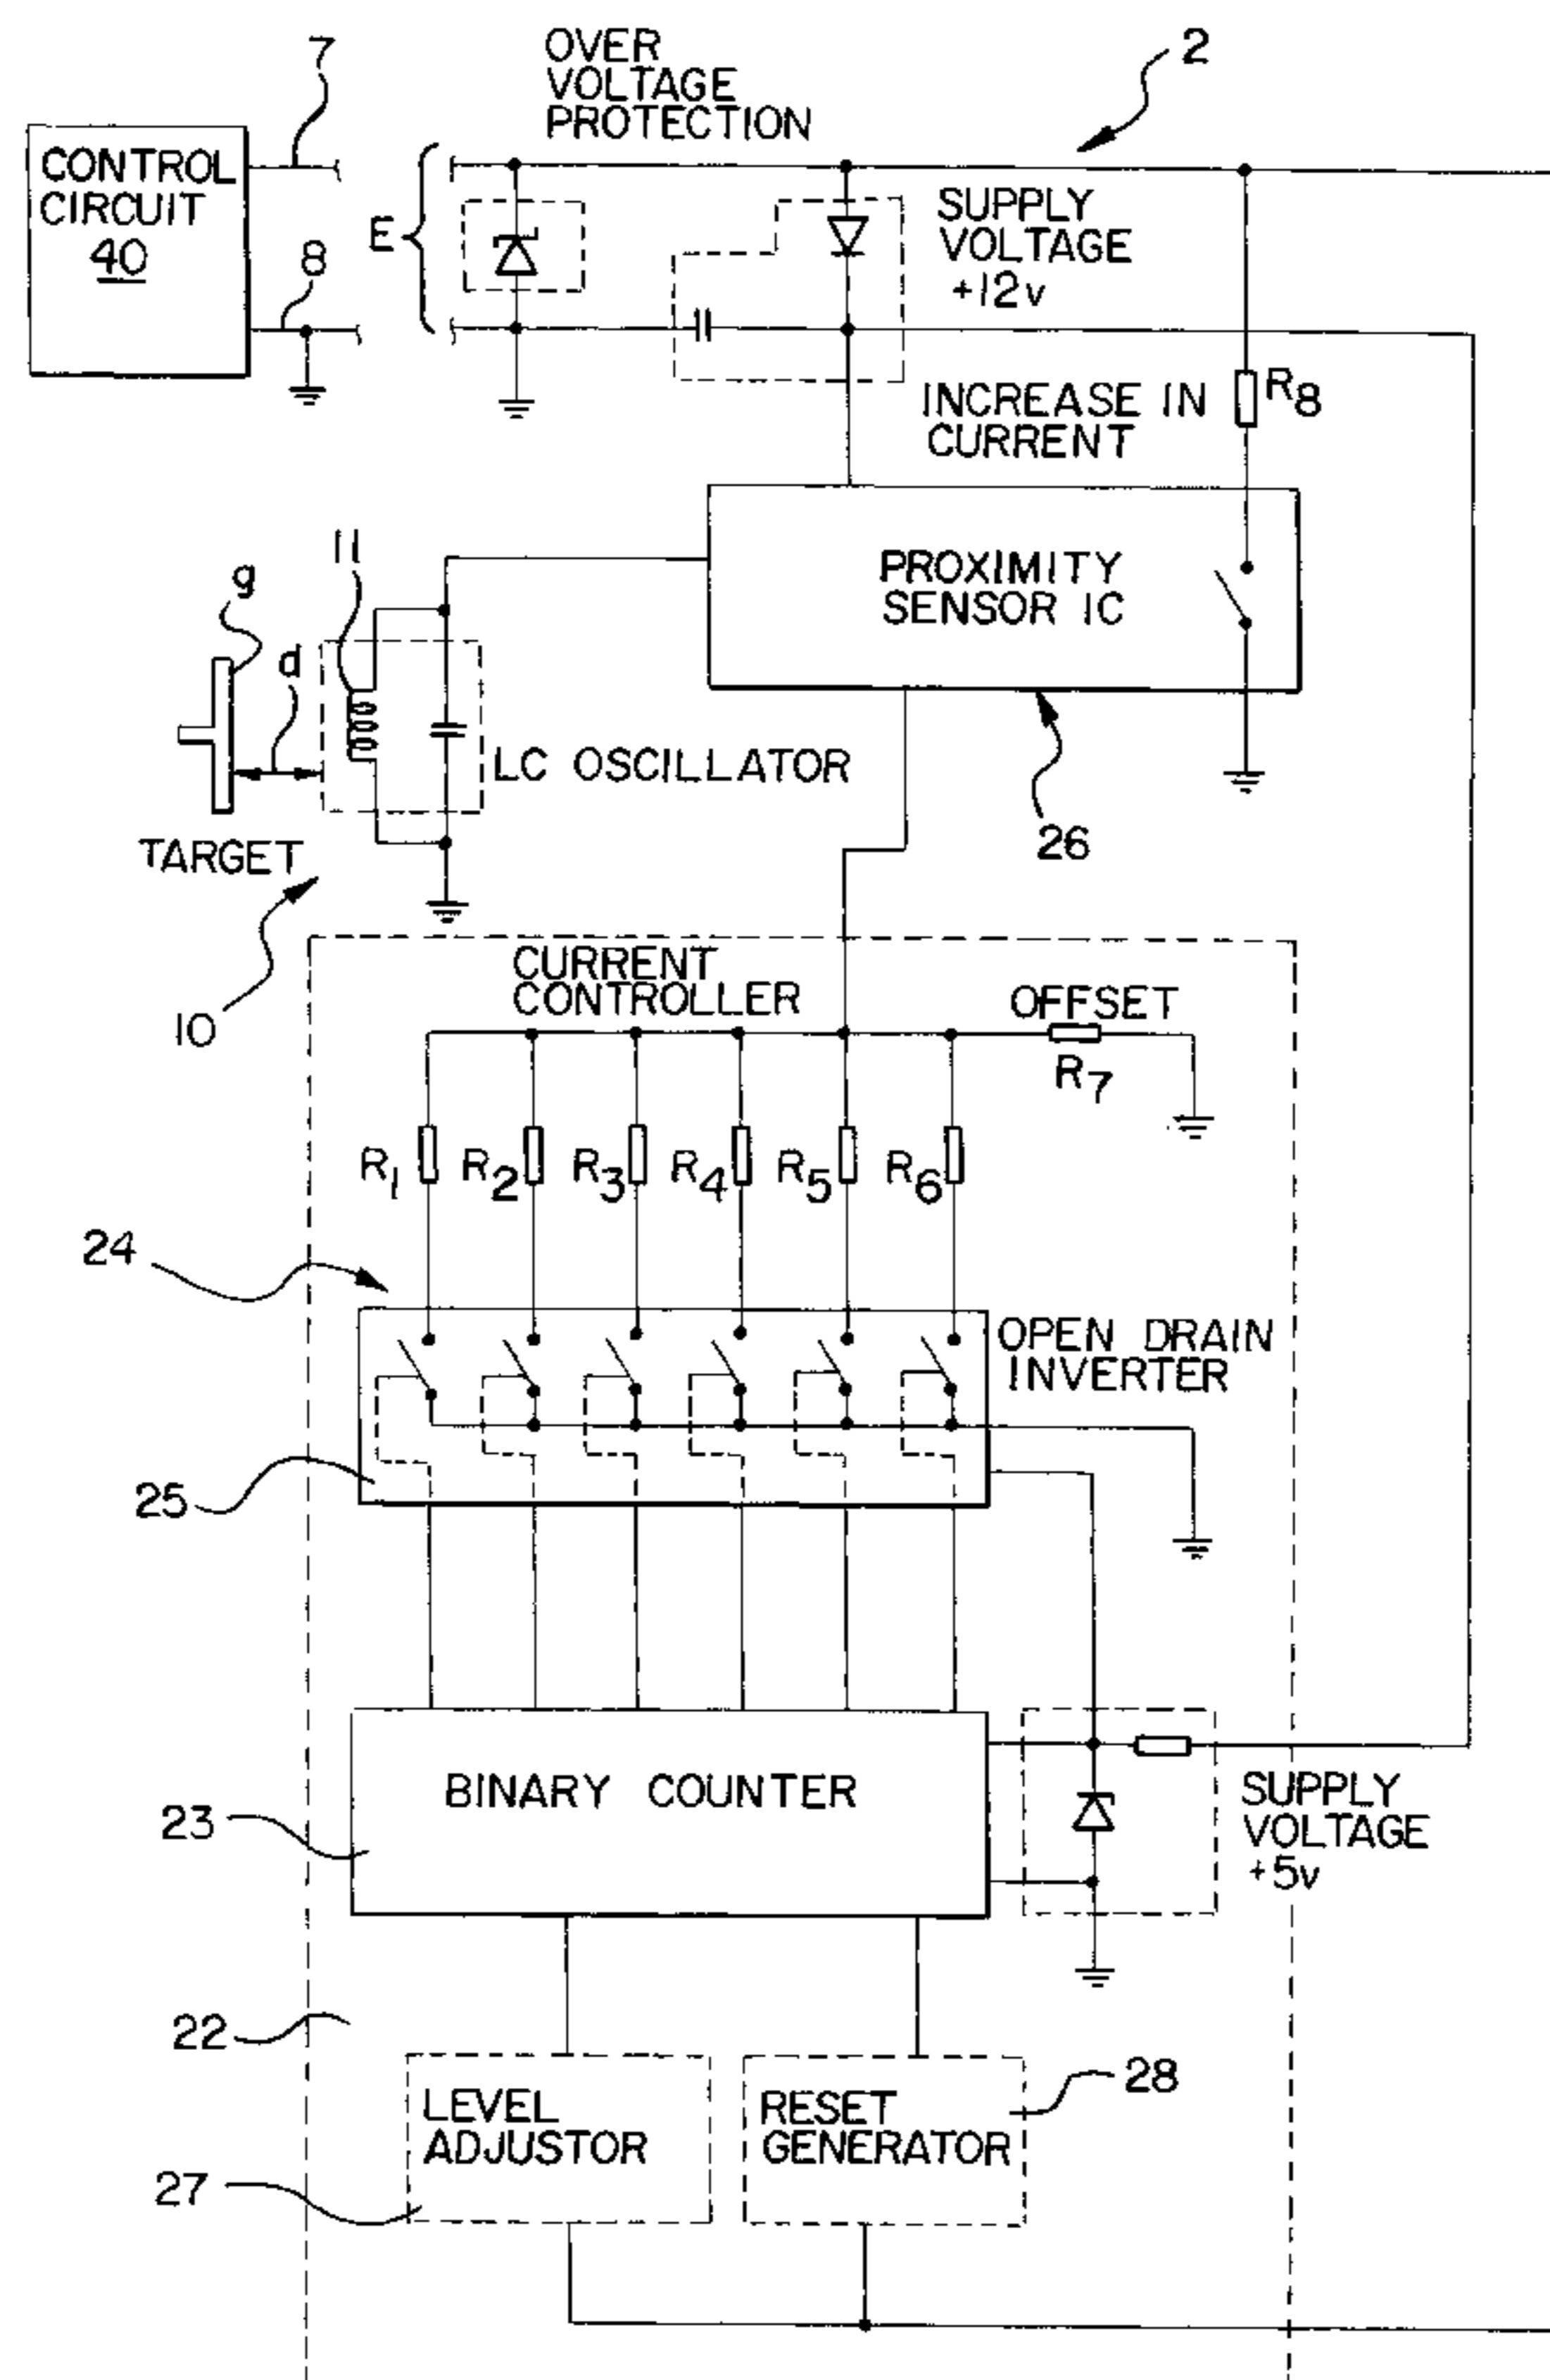 7
OVER
VOLTAGE
PROTECTION
2
CONTROL
CIRCUIT
40
8
E
SUPPLY
VOLTAGE
+12v
INCREASE IN
CURRENT
R8
11
g
d
PROXIMITY
SENSOR IC
LC OSCILLATOR
26
TARGET
10
CURRENT
CONTROLLER
OFFSET
R7
R1
R2
R3
R4
R5
R6
24
OPEN DRAIN
INVERTER
25
BINARY COUNTER
23
SUPPLY
VOLTAGE
+5v
22
LEVEL
ADJUSTOR
RESET
GENERATOR
28
27